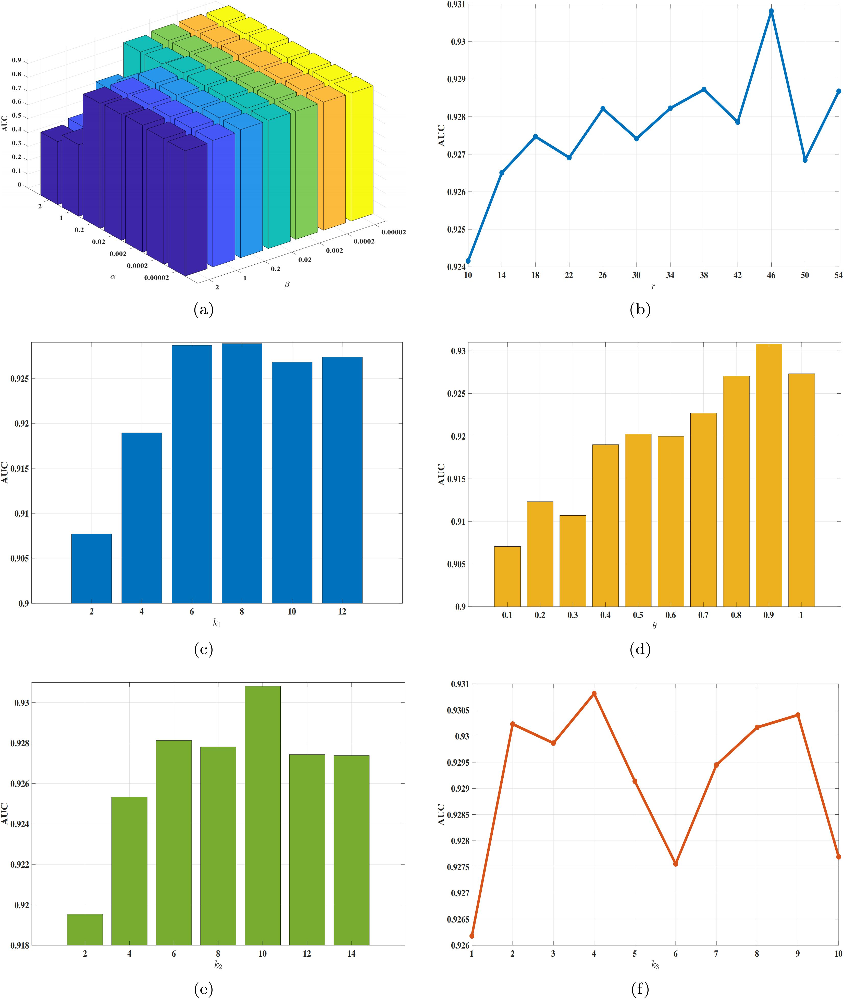 AUC
0.9
0.8
0.7
0.6
0.5
0.4
0.3
0.2
0.1
0
2
1
0.2
0.02
0.002
0.0002
0.00002
α
2
1
0.2
0.02
0.002
0.0002
0.00002
β
(a)
AUC
0.931
0.93
0.929
0.928
0.927
0.926
0.925
0.924
10 14 18 22 26 30 34 38 42 46 50 54
r
(b)
AUC
0.925
0.92
0.915
0.91
0.905
0.9
2 4 6 8 10 12
k₁
(c)
AUC
0.93
0.925
0.92
0.915
0.91
0.905
0.9
0.1 0.2 0.3 0.4 0.5 0.6 0.7 0.8 0.9 1
θ
(d)
AUC
0.93
0.928
0.926
0.924
0.922
0.92
0.918
2 4 6 8 10 12 14
k₂
(e)
AUC
0.931
0.9305
0.93
0.9295
0.929
0.9285
0.928
0.9275
0.927
0.9265
0.926
1 2 3 4 5 6 7 8 9 10
k₃
(f)